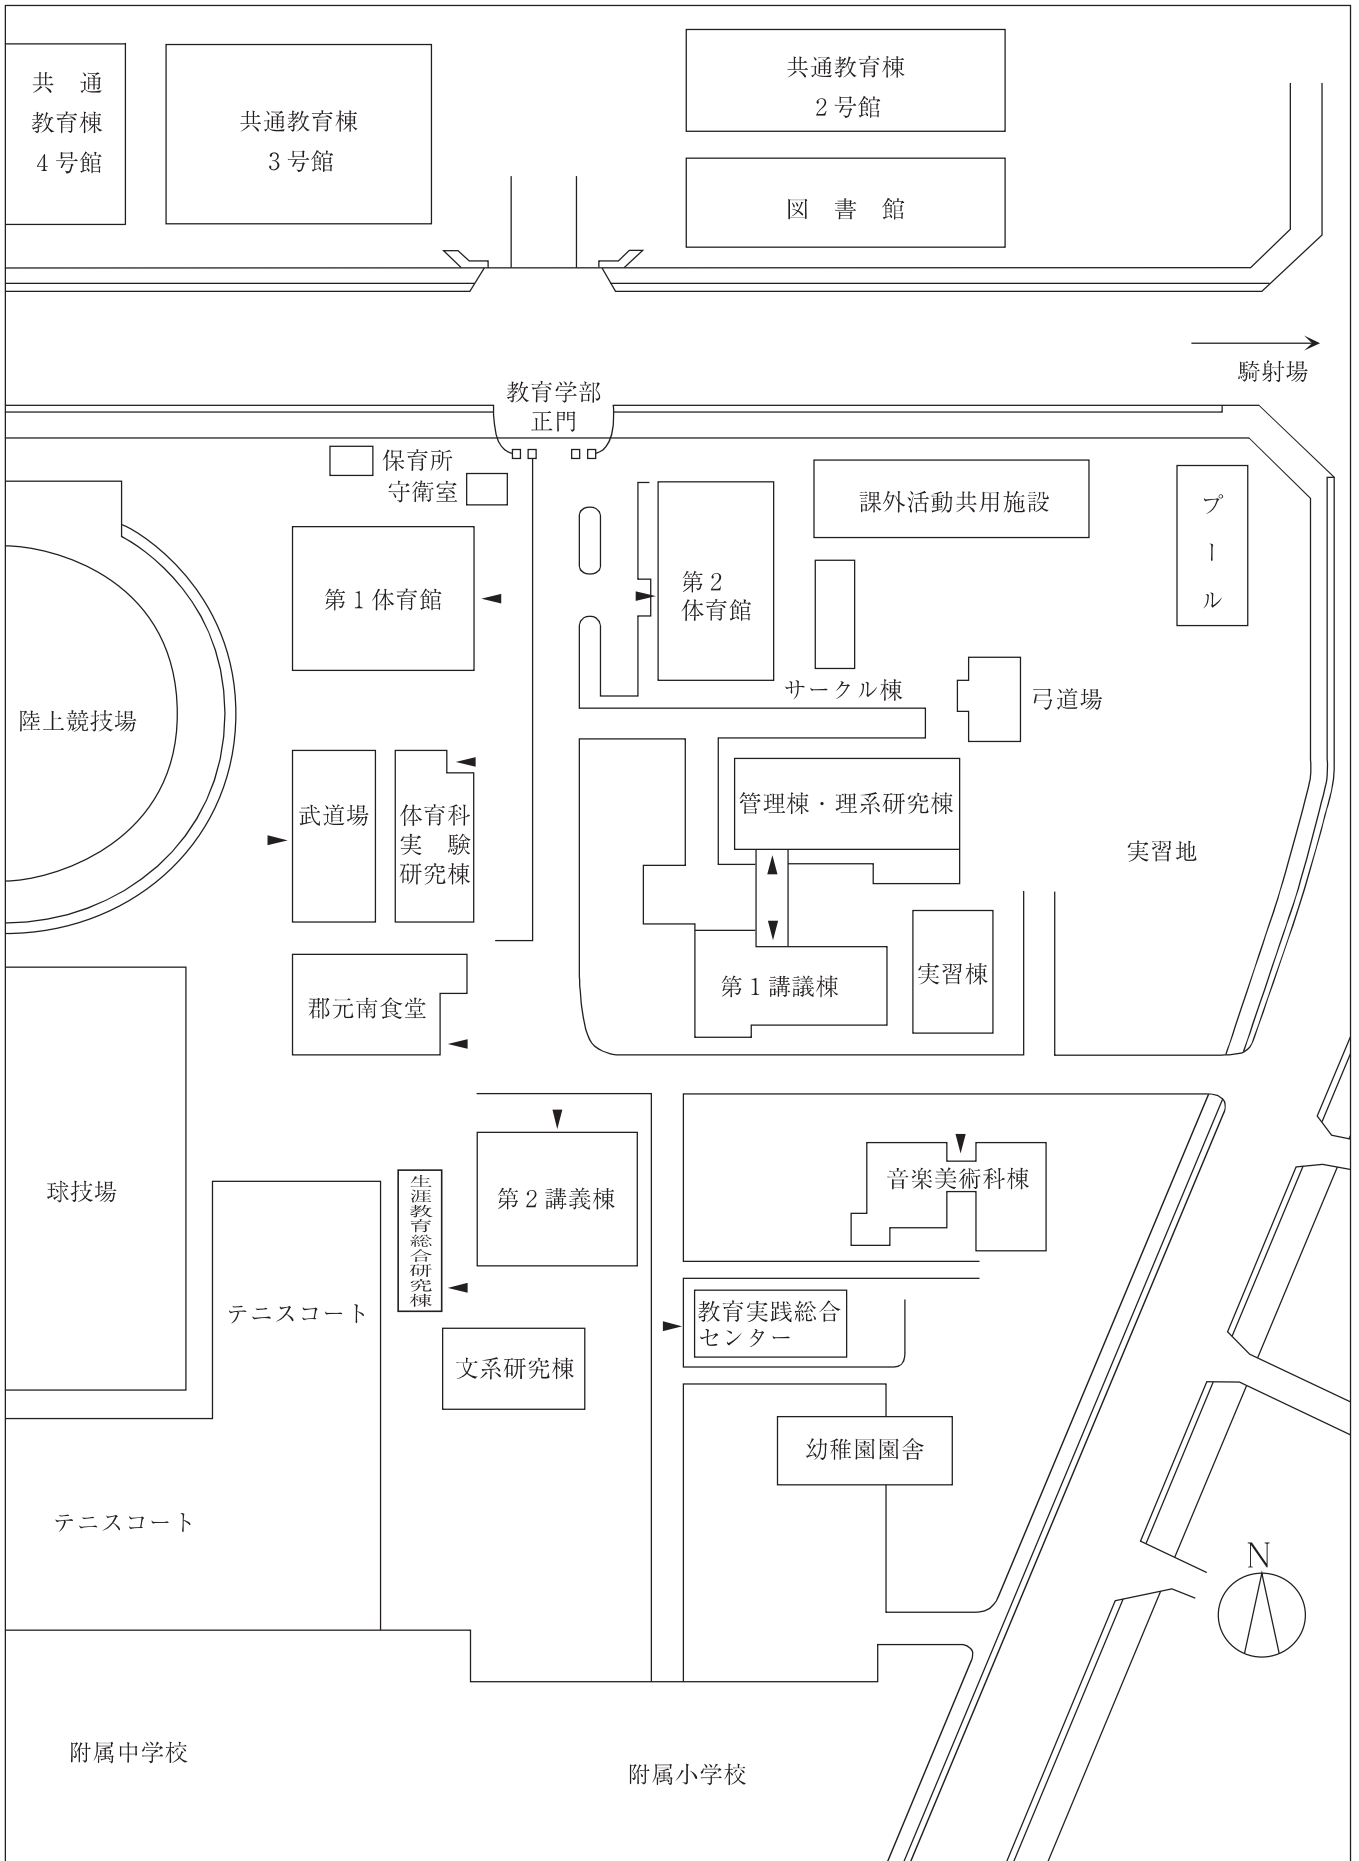 共　通
教育棟
4 号館
共通教育棟
3 号館
共通教育棟
2 号館
図　書　館
騎射場
教育学部
正門
保育所
守衛室
課外活動共用施設
プール
第 1 体育館
第 2
体育館
サークル棟
弓道場
陸上競技場
武道場
体育科
実　験
研究棟
管理棟・理系研究棟
実習地
第 1 講議棟
実習棟
郡元南食堂
球技場
生涯教育総合研究棟
第 2 講義棟
音楽美術科棟
テニスコート
教育実践総合
センター
文系研究棟
幼稚園園舎
テニスコート
N
附属中学校
附属小学校